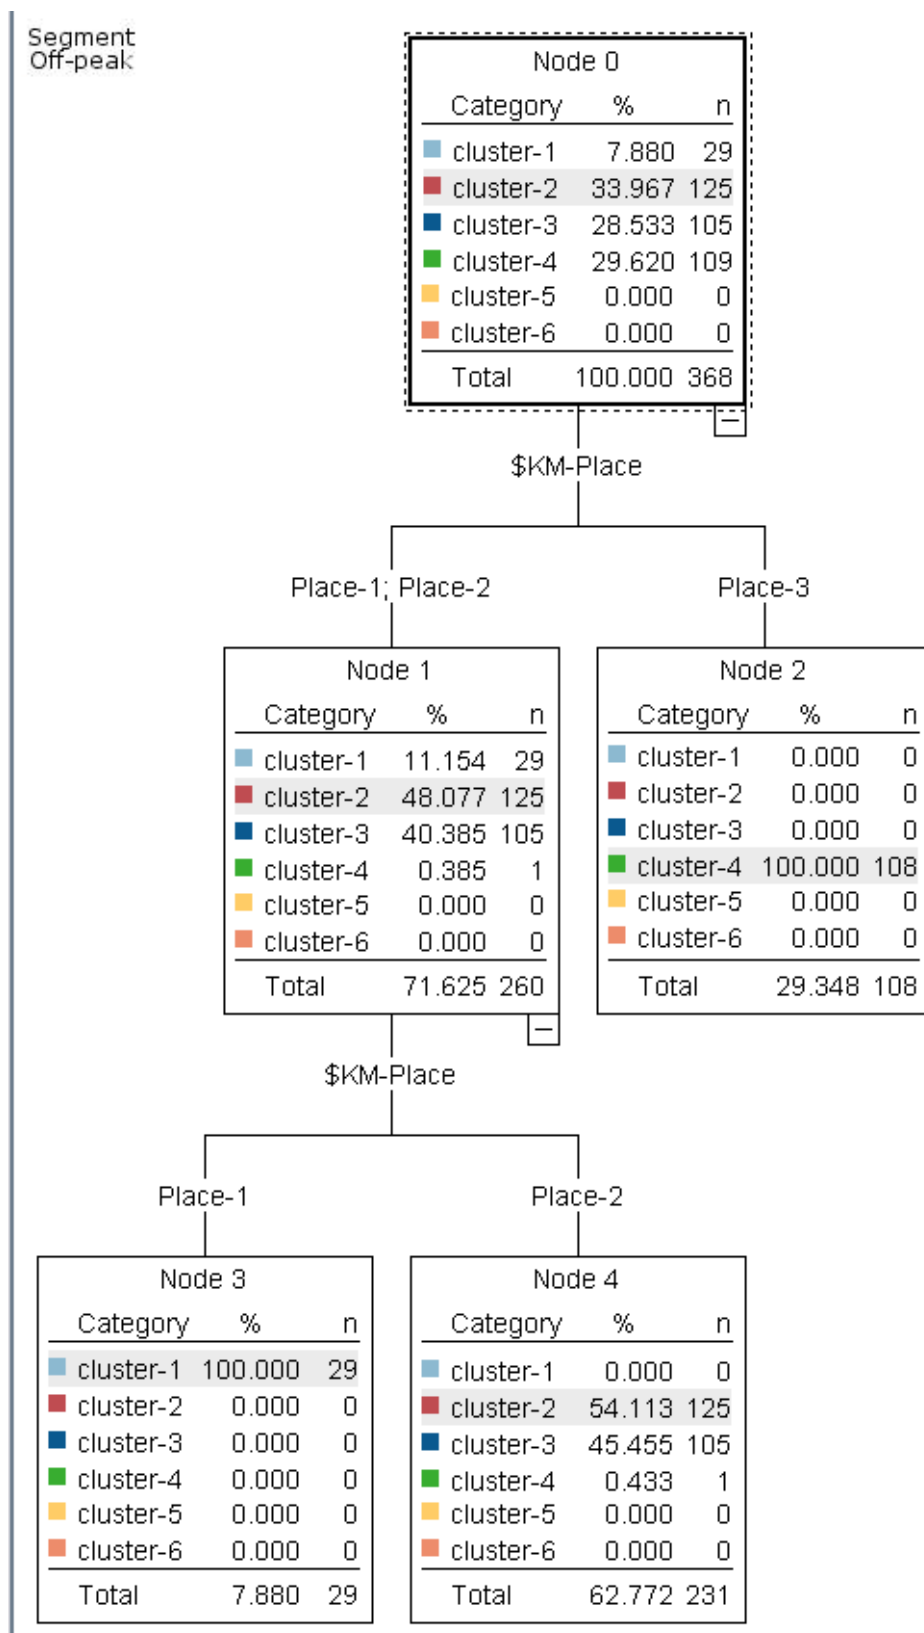 Segment
Off-peak
Node 0
Category % n
cluster-1 7.880 29
cluster-2 33.967 125
cluster-3 28.533 105
cluster-4 29.620 109
cluster-5 0.000 0
cluster-6 0.000 0
Total 100.000 368
$KM-Place
Place-1; Place-2
Place-3
Node 1
Category % n
cluster-1 11.154 29
cluster-2 48.077 125
cluster-3 40.385 105
cluster-4 0.385 1
cluster-5 0.000 0
cluster-6 0.000 0
Total 71.625 260
Node 2
Category % n
cluster-1 0.000 0
cluster-2 0.000 0
cluster-3 0.000 0
cluster-4 100.000 108
cluster-5 0.000 0
cluster-6 0.000 0
Total 29.348 108
$KM-Place
Place-1
Place-2
Node 3
Category % n
cluster-1 100.000 29
cluster-2 0.000 0
cluster-3 0.000 0
cluster-4 0.000 0
cluster-5 0.000 0
cluster-6 0.000 0
Total 7.880 29
Node 4
Category % n
cluster-1 0.000 0
cluster-2 54.113 125
cluster-3 45.455 105
cluster-4 0.433 1
cluster-5 0.000 0
cluster-6 0.000 0
Total 62.772 231